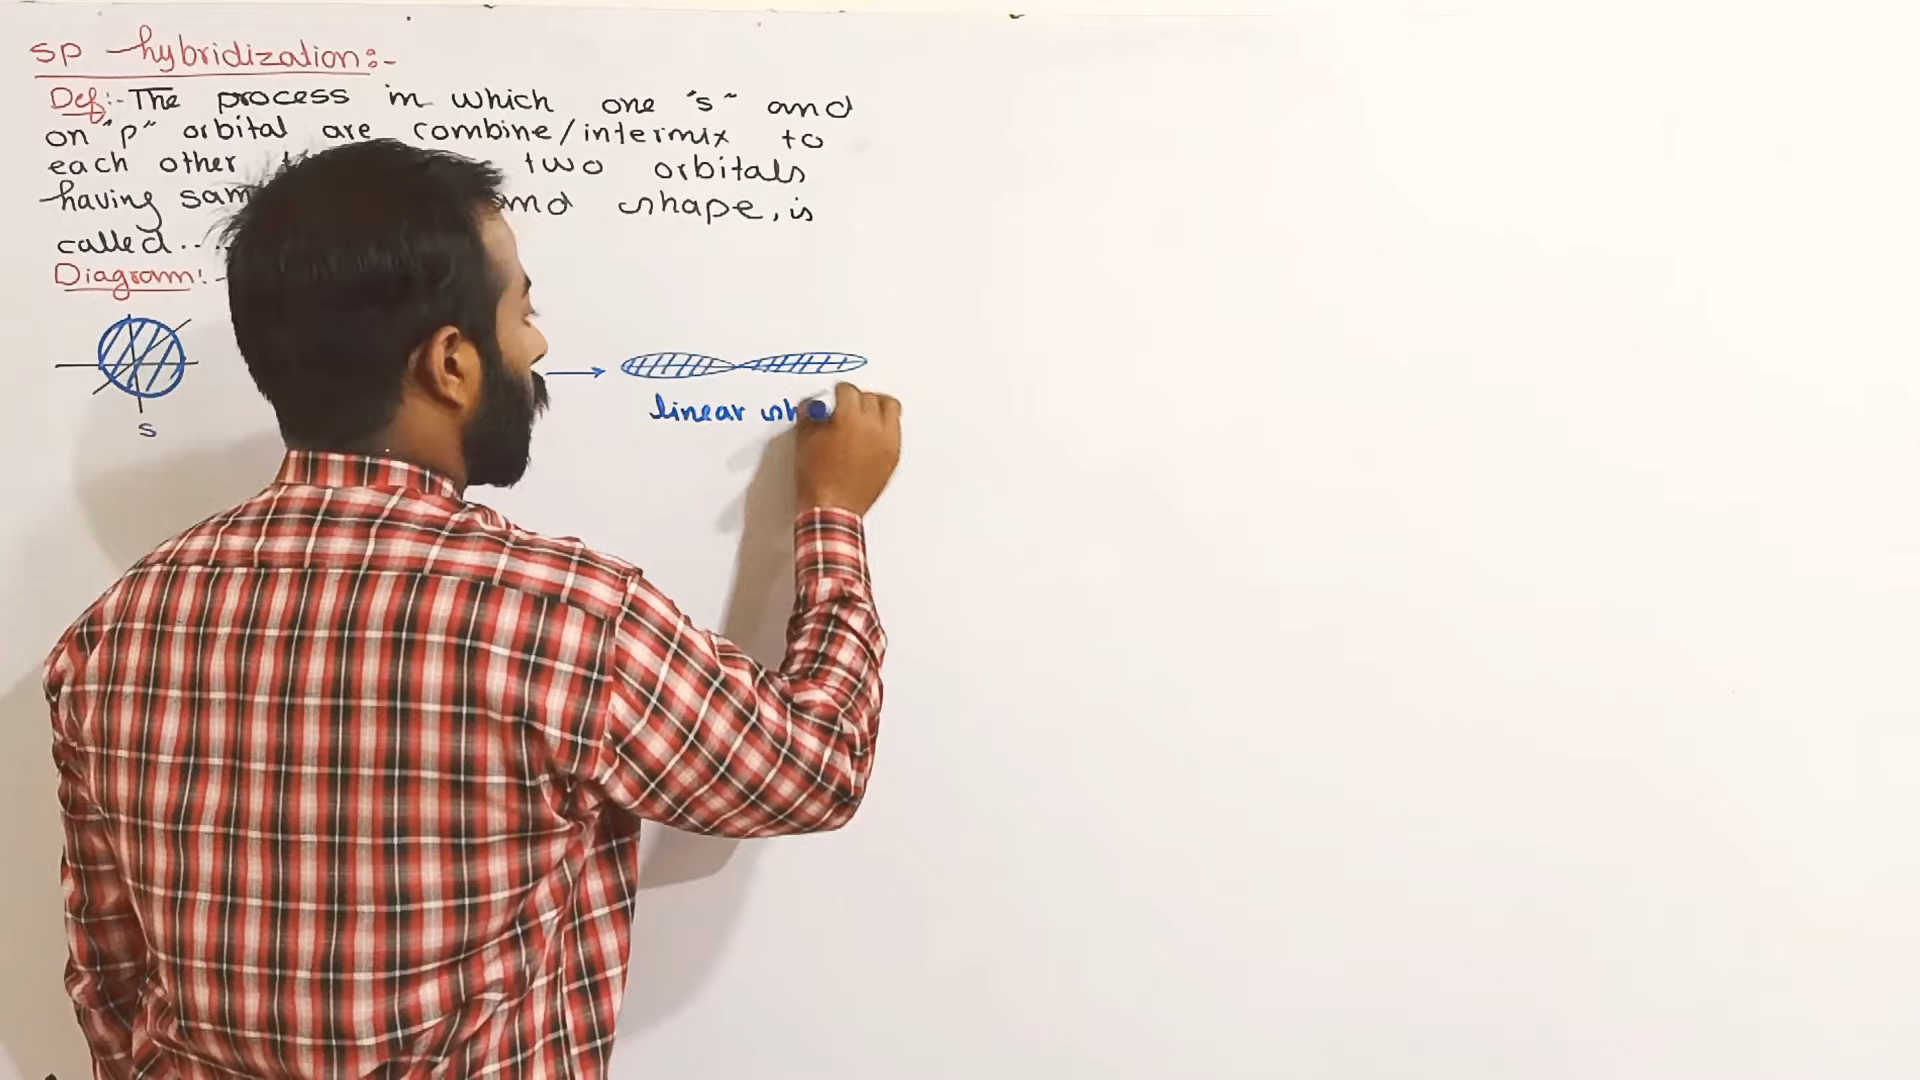 sp hybridization:-
Def:- The process in which one "s" and
on "p" orbital are combine/intermix to
each other two orbitals
having and shape, is
called....
Diagram:-
s
linear